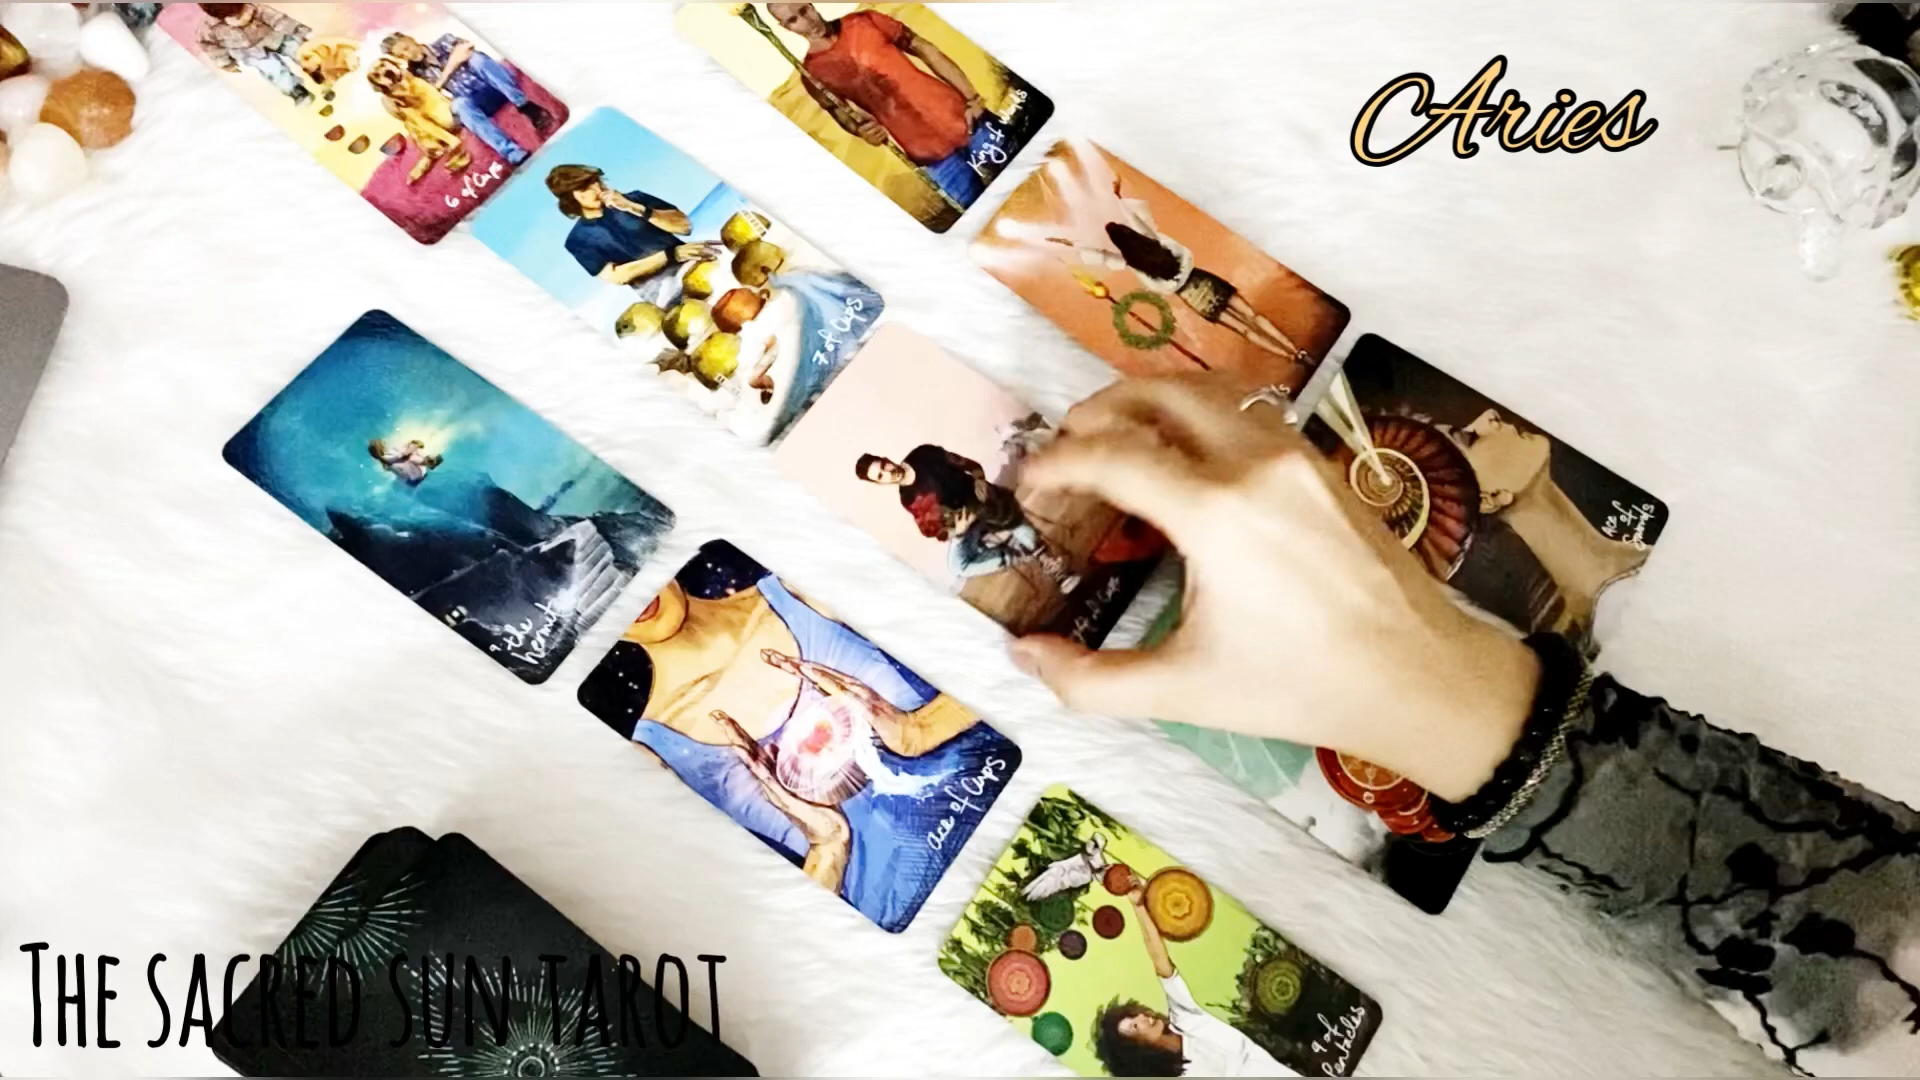 Aries
6 of Cups
King of Wands
7 of Cups
Ace
of
Swords
9. the
hermit
Ace of Cups
9 of
Pentacles
THE SACRED SUN TAROT